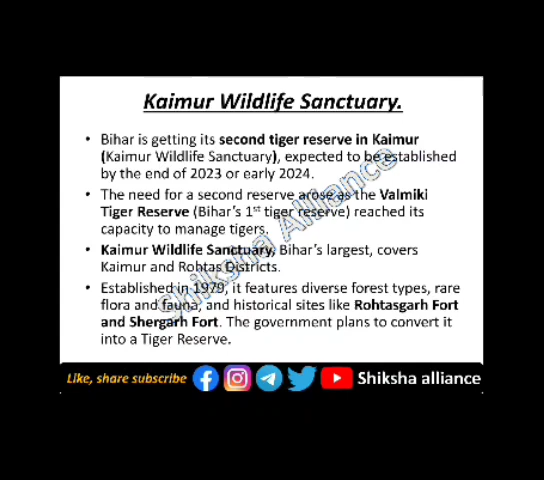 Kaimur Wildlife Sanctuary.
• Bihar is getting its second tiger reserve in Kaimur
(Kaimur Wildlife Sanctuary), expected to be established
by the end of 2023 or early 2024.
• The need for a second reserve arose as the Valmiki
Tiger Reserve (Bihar's 1st tiger reserve) reached its
capacity to manage tigers.
• Kaimur Wildlife Sanctuary, Bihar's largest, covers
Kaimur and Rohtas Districts.
• Established in 1979, it features diverse forest types, rare
flora and fauna, and historical sites like Rohtasgarh Fort
and Shergarh Fort. The government plans to convert it
into a Tiger Reserve.
Shiksha Alliance
Like, share subscribe Shiksha alliance